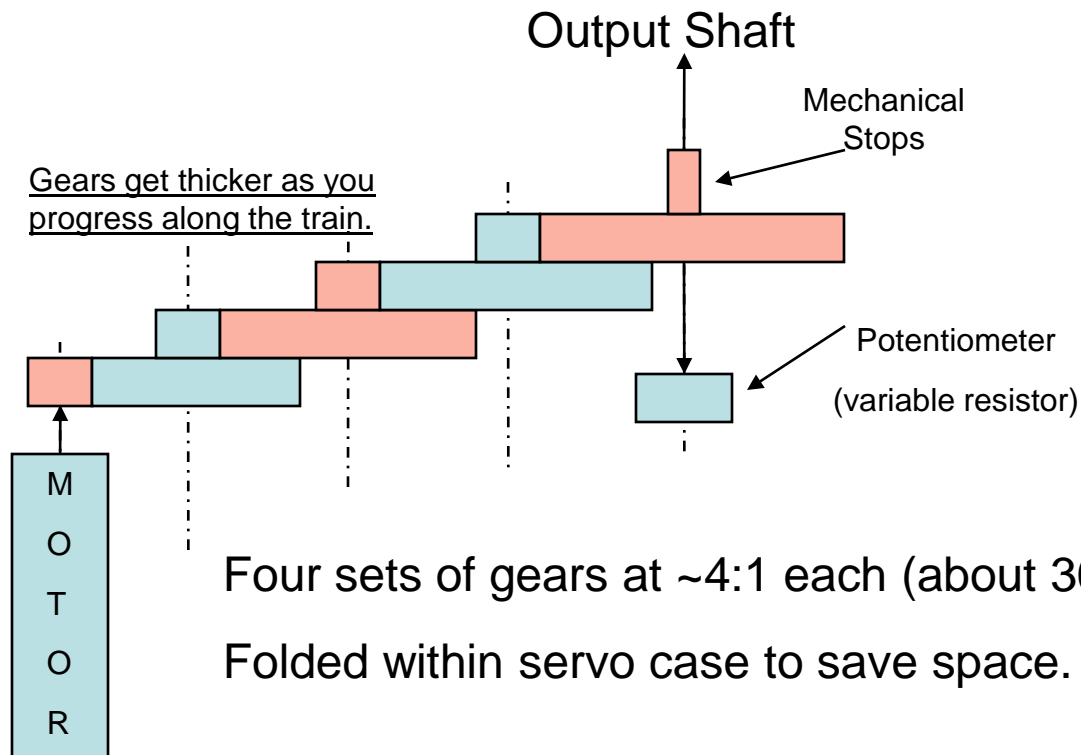 Output Shaft
Mechanical
Stops
Gears get thicker as you
progress along the train.
Potentiometer
(variable resistor)
M
O
T
O
R
Four sets of gears at ~4:1 each (about
Folded within servo case to save space.